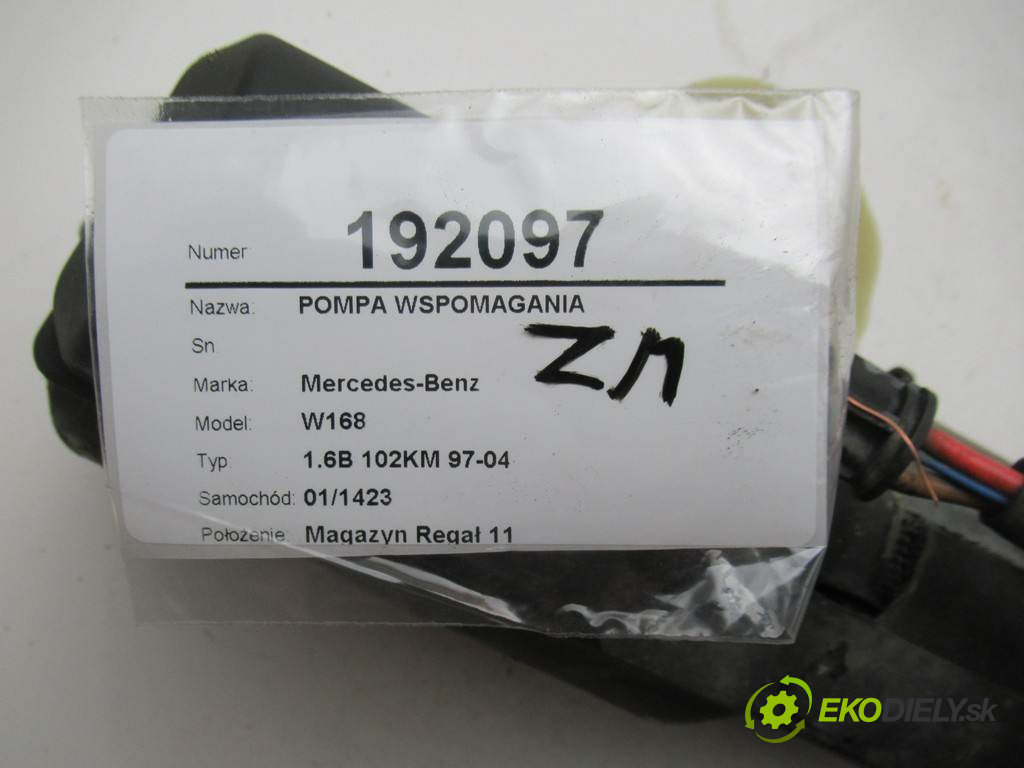 Numer 192097
Nazwa: POMPA WSPOMAGANIA
Sn
ZM
Marka: Mercedes-Benz
Model: W168
Typ: 1.6B 102KM 97-04
Samochód: 01/1423
Położenie: Magazyn Regał 11
EKODIELY.sk